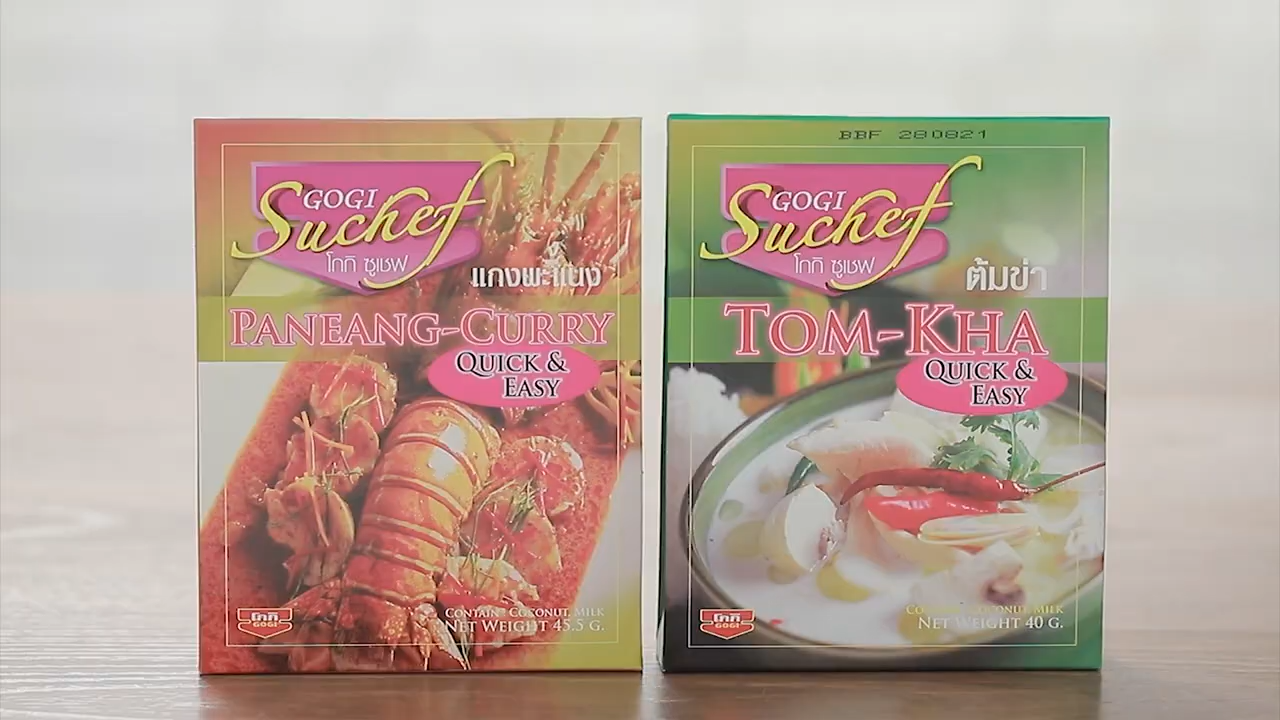 GOGI
Suchef
โกกิ ซูเชฟ
แกงพะแนง
PANEANG-CURRY
QUICK &
EASY
โกกิ
GOGI
CONTAIN : COCONUT, MILK
NET WEIGHT 45.5 G.
BBF 280821
GOGI
Suchef
โกกิ ซูเชฟ
ต้มข่า
TOM-KHA
QUICK &
EASY
โกกิ
GOGI
CONTAIN : COCONUT, MILK
NET WEIGHT 40 G.